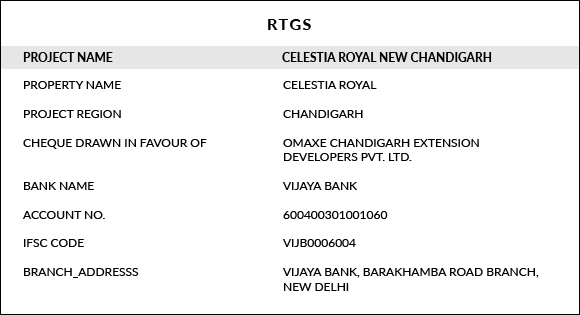 RTGS
PROJECT NAME CELESTIA ROYAL NEW CHANDIGARH
PROPERTY NAME CELESTIA ROYAL
PROJECT REGION CHANDIGARH
CHEQUE DRAWN IN FAVOUR OF OMAXE CHANDIGARH EXTENSION
DEVELOPERS PVT. LTD.
BANK NAME VIJAYA BANK
ACCOUNT NO. 600400301001060
IFSC CODE VIJB0006004
BRANCH_ADDRESSS VIJAYA BANK, BARAKHAMBA ROAD BRANCH,
NEW DELHI